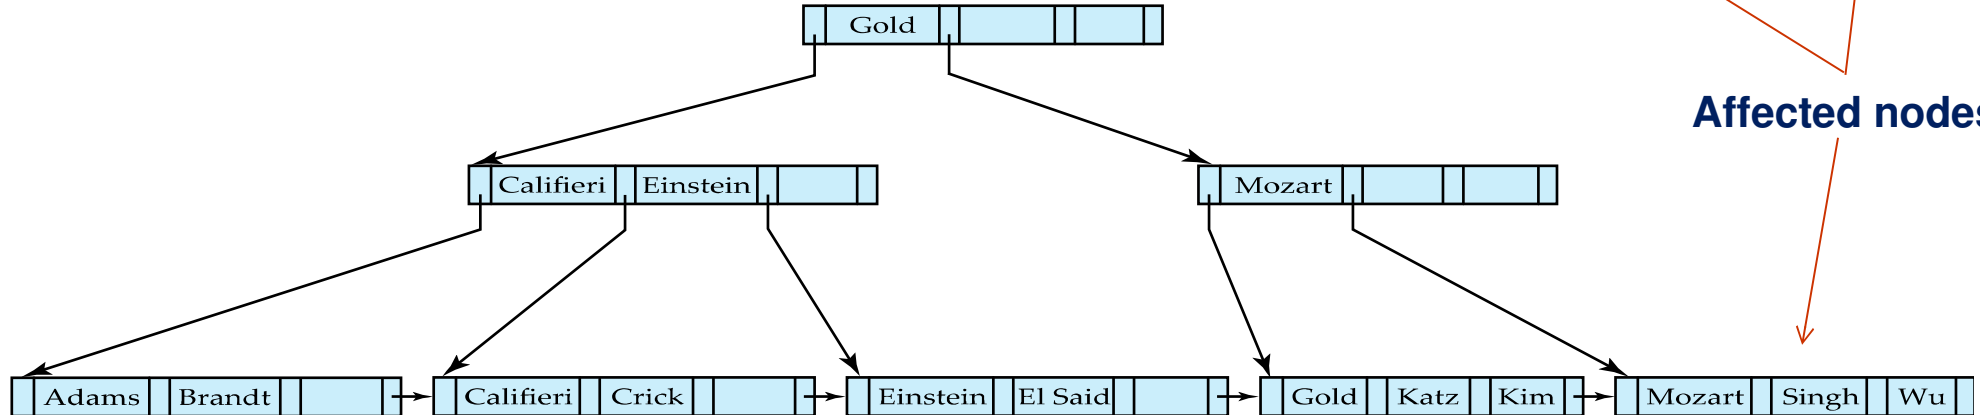 Gold
Affected nodes
Califieri Einstein Mozart
Adams Brandt Califieri Crick Einstein El Said Gold Katz Kim Mozart Singh Wu